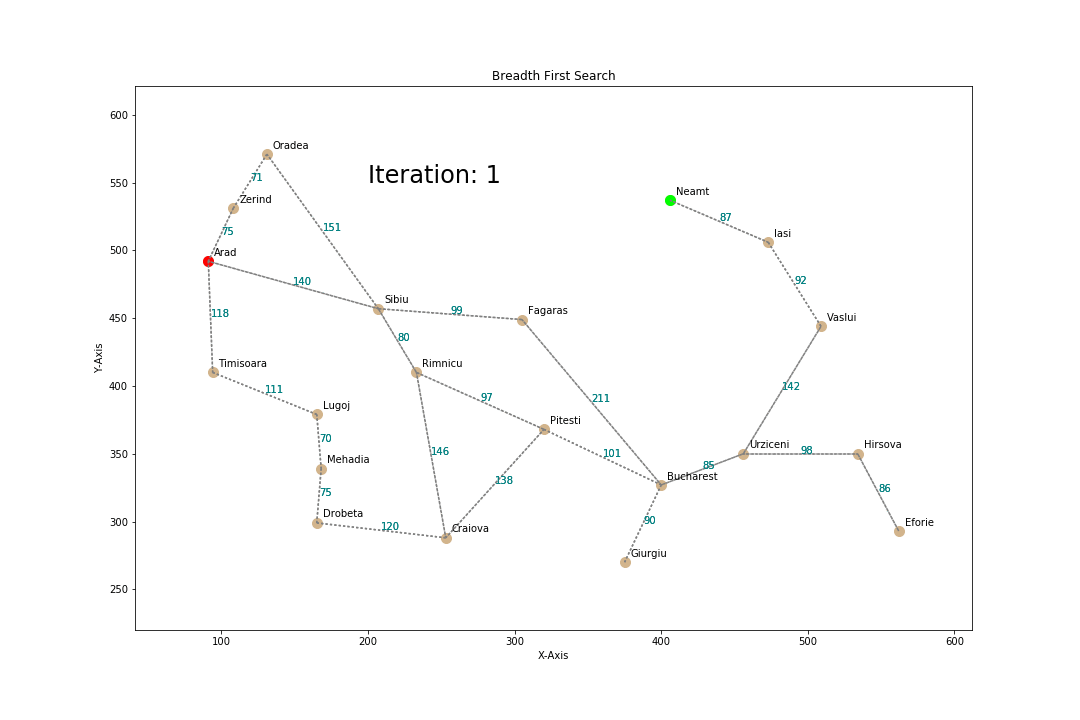 Breadth First Search
600
550
500
450
400
350
300
250
Y-Axis
100
200
300
400
500
600
X-Axis
Iteration: 1
Oradea
71
Zerind
75
Arad
151
140
118
Sibiu
99
Fagaras
80
Timisoara
Rimnicu
111
Lugoj
97
Pitesti
211
70
Mehadia
146
101
75
138
Drobeta
120
Craiova
Bucharest
85
90
Giurgiu
Neamt
87
Iasi
92
Vaslui
142
Urziceni
98
Hirsova
86
Eforie